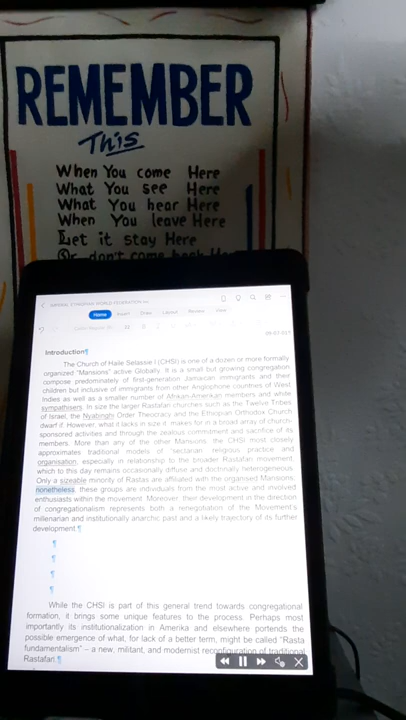 REMEMBER
This
When You come Here
What You see Here
What You hear Here
When You leave Here
Let it stay Here
Or don't come back He
Home Insert Draw Layout Review View
Introduction¶
The Church of Haile Selassie I (CHSI) is one of a dozen or more formally
organized "Mansions" active Globally. It is a small but growing congregation
compose predominately of first-generation Jamaican immigrants and their
children but inclusive of immigrants from other Anglophone countries of West
Indies as well as a smaller number of Afrikan-Amerikan members and white
sympathisers. In size the larger Rastafari churches such as the Twelve Tribes
of Israel, the Nyabinghi Order Theocracy and the Ethiopian Orthodox Church
dwarf it. However, what it lacks in size it makes for in a broad array of church-
sponsored activities and through the zealous commitment and sacrifice of its
members. More than any of the other Mansions, the CHSI most closely
approximates traditional models of "sectarian" religious practice and
organisation, especially in relationship to the broader Rastafari movement,
which to this day remains occasionally diffuse and doctrinally heterogeneous.
Only a sizeable minority of Rastas are affiliated with the organised Mansions;
nonetheless, these groups are individuals from the most active and involved
enthusiasts within the movement. Moreover, their development in the direction
of congregationalism represents both a renegotiation of the Movement's
millenarian and institutionally anarchic past and a likely trajectory of its further
development.¶
¶
¶
¶
¶
While the CHSI is part of this general trend towards congregational
formation, it brings some unique features to the process. Perhaps most
importantly its institutionalization in Amerika and elsewhere portends the
possible emergence of what, for lack of a better term, might be called "Rasta
fundamentalism" – a new, militant, and modernist reconfiguration of traditional
Rastafari.¶